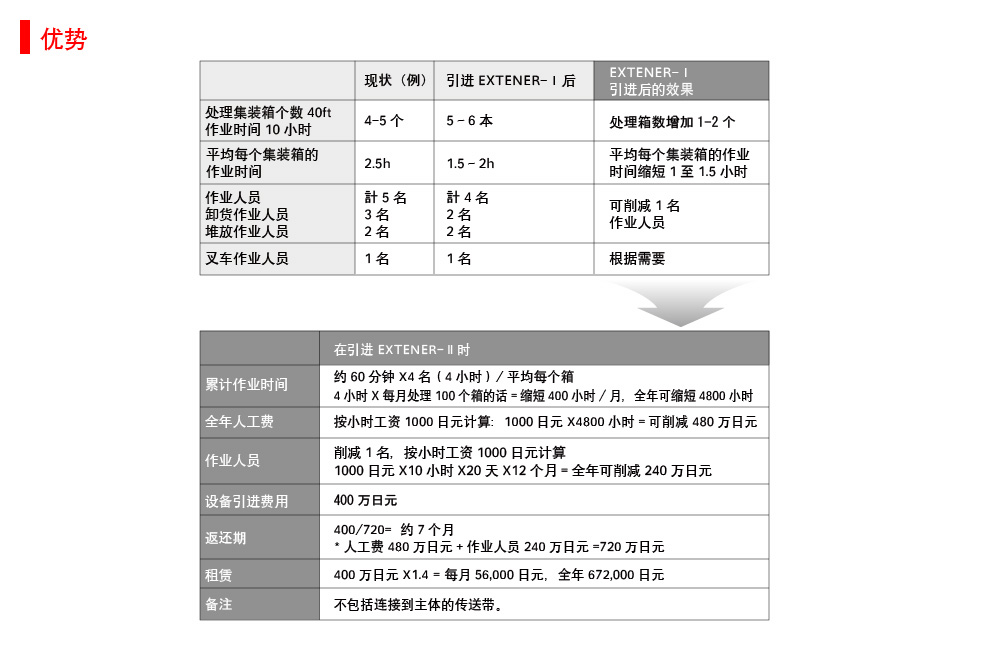 优势
现状（例）
引进 EXTENER-Ⅰ后
EXTENER-Ⅰ
引进后的效果
处理集装箱个数 40ft
作业时间 10 小时
4-5 个
5 – 6 本
处理箱数增加 1-2 个
平均每个集装箱的
作业时间
2.5h
1.5 – 2h
平均每个集装箱的作业
时间缩短 1 至 1.5 小时
作业人员
卸货作业人员
堆放作业人员
計 5 名
3 名
2 名
計 4 名
2 名
2 名
可削减 1 名
作业人员
叉车作业人员
1 名
1 名
根据需要
在引进 EXTENER-Ⅱ时
累计作业时间
约 60 分钟 X4 名（4 小时）/ 平均每个箱
4 小时 X 每月处理 100 个箱的话 = 缩短 400 小时 / 月，全年可缩短 4800 小时
全年人工费
按小时工资 1000 日元计算: 1000 日元 X4800 小时 = 可削减 480 万日元
作业人员
削减 1 名，按小时工资 1000 日元计算
1000 日元 X10 小时 X20 天 X12 个月 = 全年可削减 240 万日元
设备引进费用
400 万日元
返还期
400/720= 约 7 个月
* 人工费 480 万日元 + 作业人员 240 万日元 =720 万日元
租赁
400 万日元 X1.4 = 每月 56,000 日元，全年 672,000 日元
备注
不包括连接到主体的传送带。